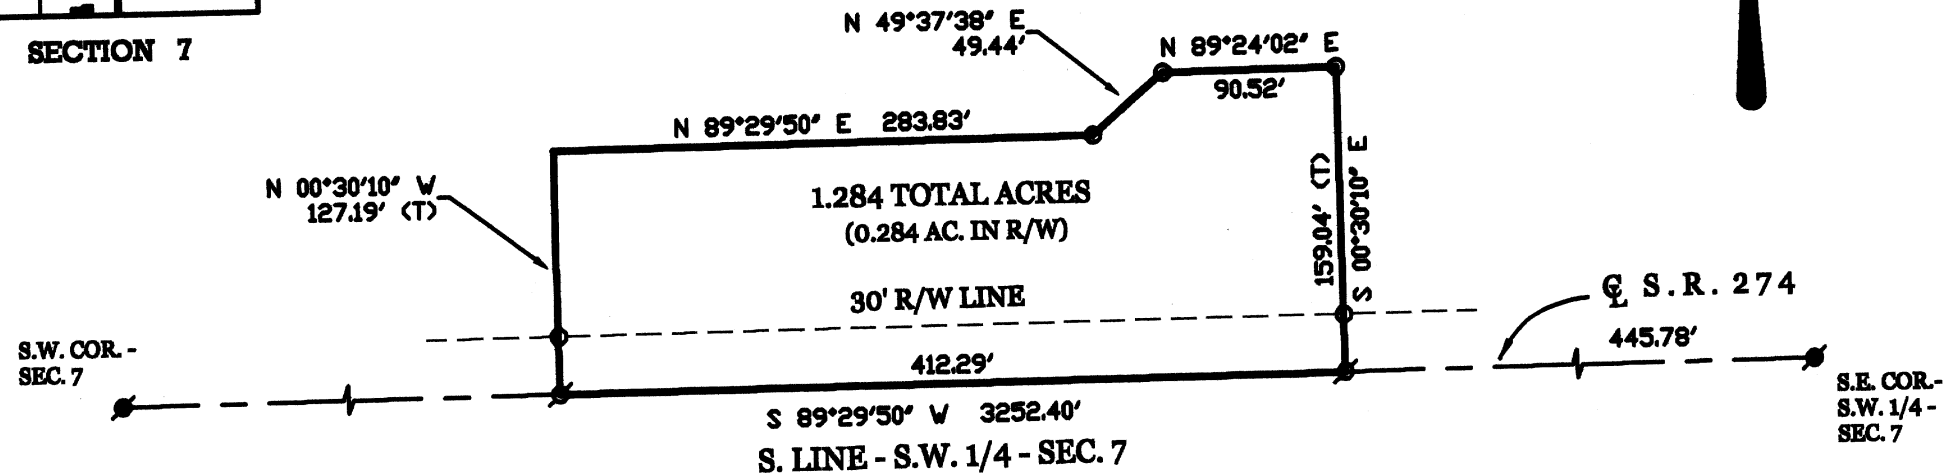 SECTION 7
N 49°37'38" E
49.44'
N 89°24'02" E
90.52'
N 89°29'50" E 283.83'
N 00°30'10" W
127.19' (T)
1.284 TOTAL ACRES
(0.284 AC. IN R/W)
159.04' (T)
S 00°30'10" E
30' R/W LINE
℄ S.R. 274
445.78'
S.W. COR. -
SEC. 7
412.29'
S 89°29'50" W 3252.40'
S. LINE - S.W. 1/4 - SEC. 7
S.E. COR.-
S.W. 1/4 -
SEC. 7